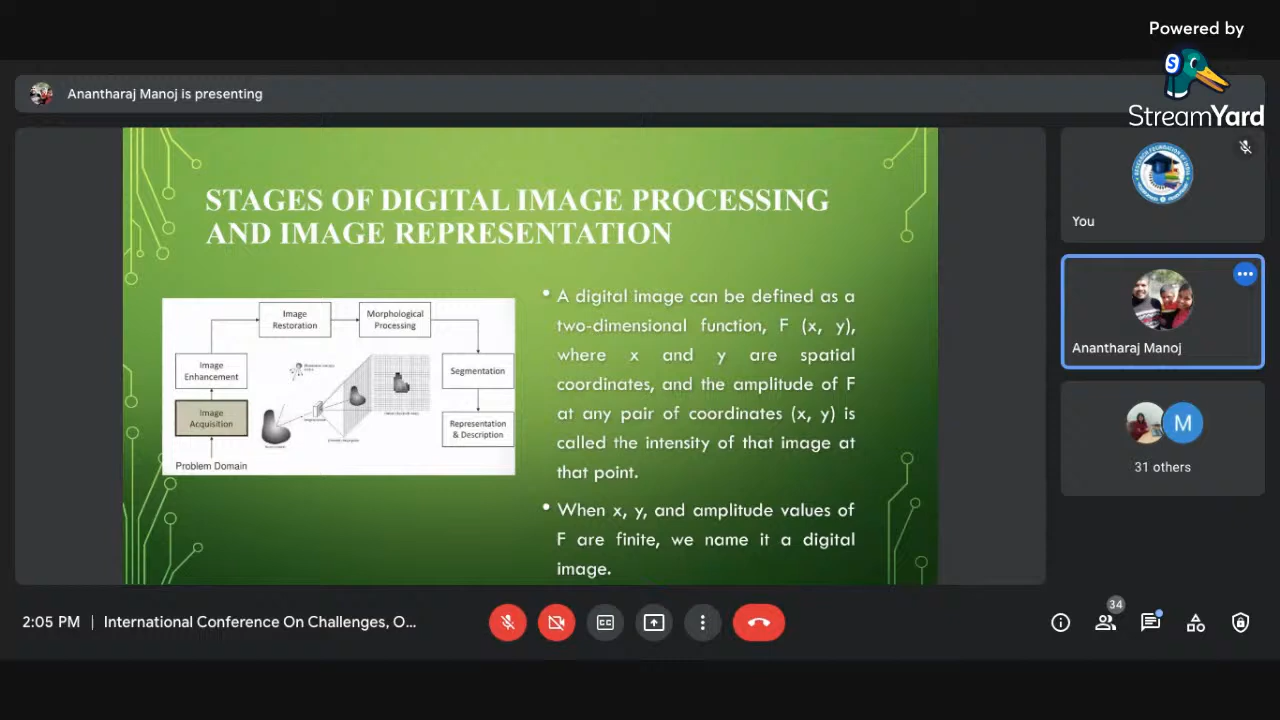 Powered by
S
StreamYard
Anantharaj Manoj is presenting
STAGES OF DIGITAL IMAGE PROCESSING
AND IMAGE REPRESENTATION
Image
Restoration
Morphological
Processing
Image
Enhancement
Segmentation
Image
Acquisition
Representation
& Description
Problem Domain
• A digital image can be defined as a
two-dimensional function, F (x, y),
where x and y are spatial
coordinates, and the amplitude of F
at any pair of coordinates (x, y) is
called the intensity of that image at
that point.
• When x, y, and amplitude values of
F are finite, we name it a digital
image.
You
Anantharaj Manoj
M
31 others
2:05 PM | International Conference On Challenges, O...
CC
34